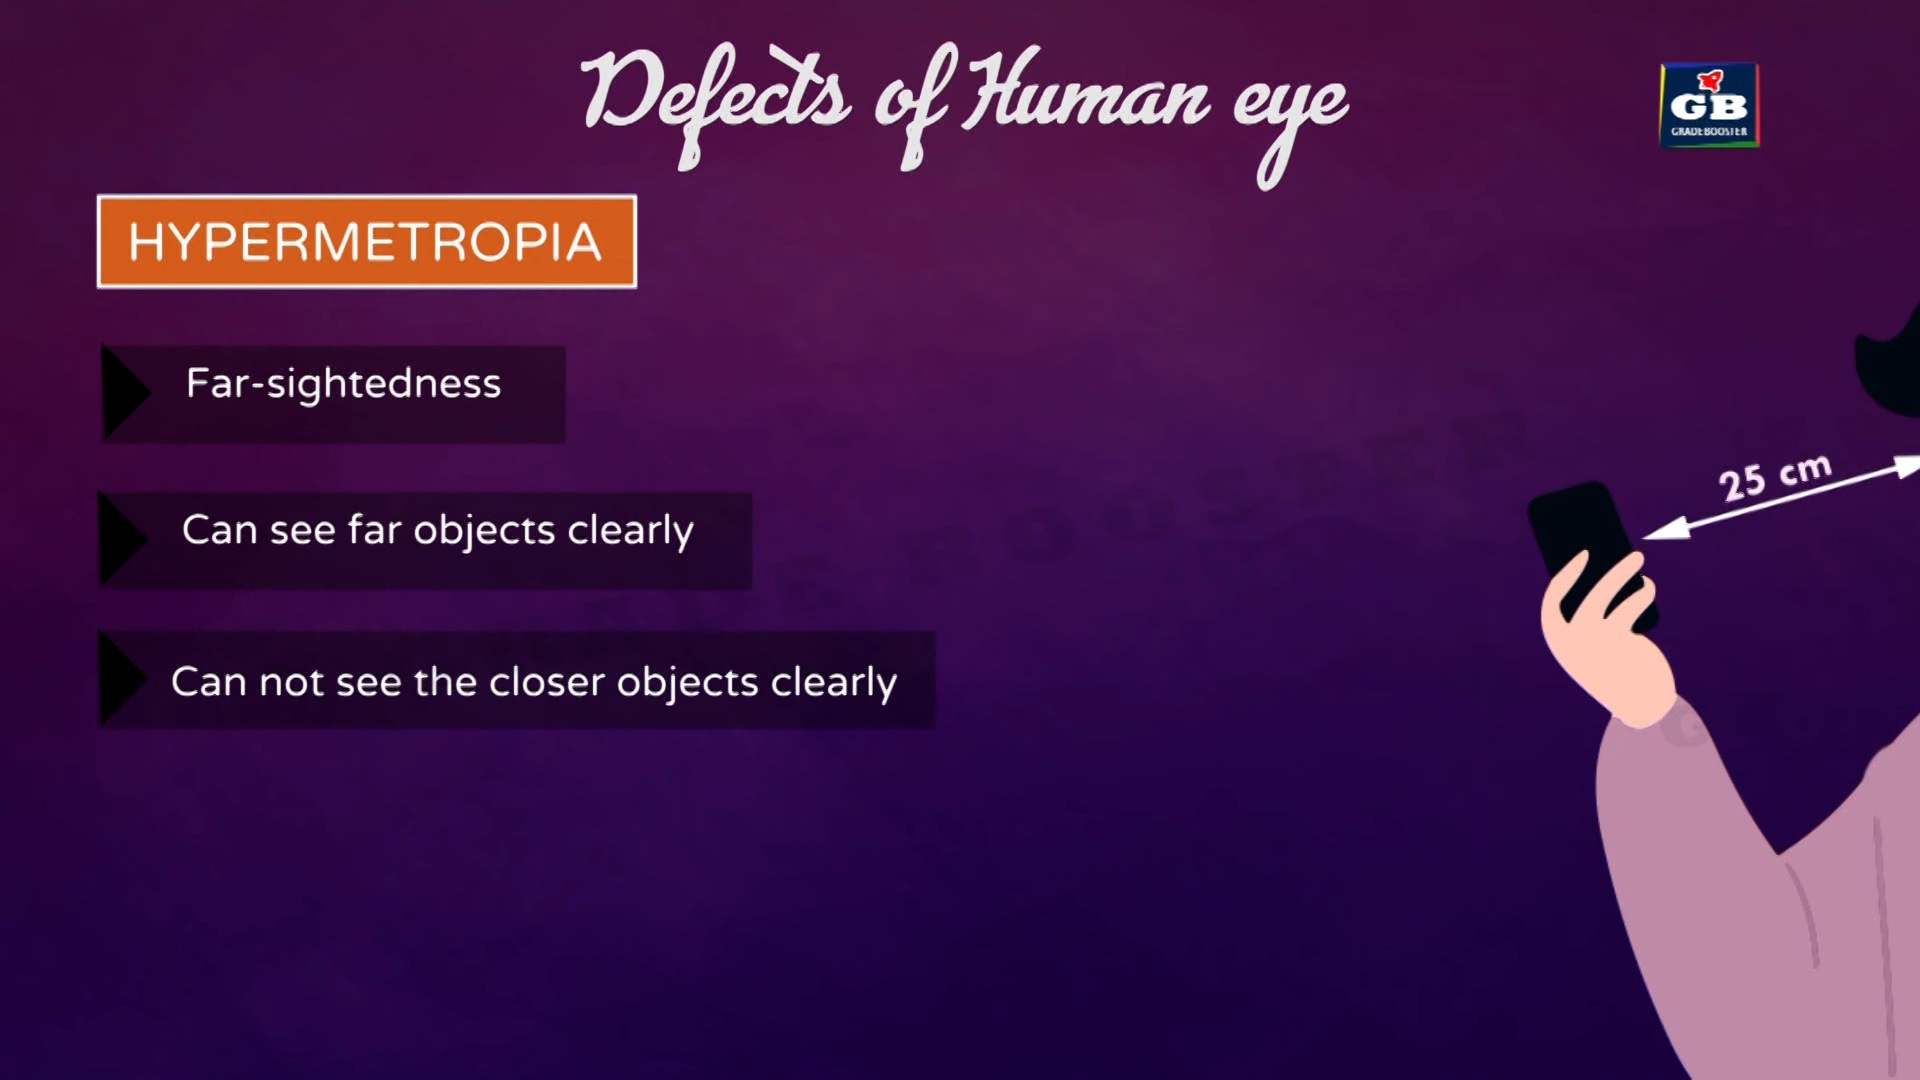 Defects of Human eye
GB
GRADEBOOSTER
HYPERMETROPIA
Far-sightedness
Can see far objects clearly
25 cm
Can not see the closer objects clearly